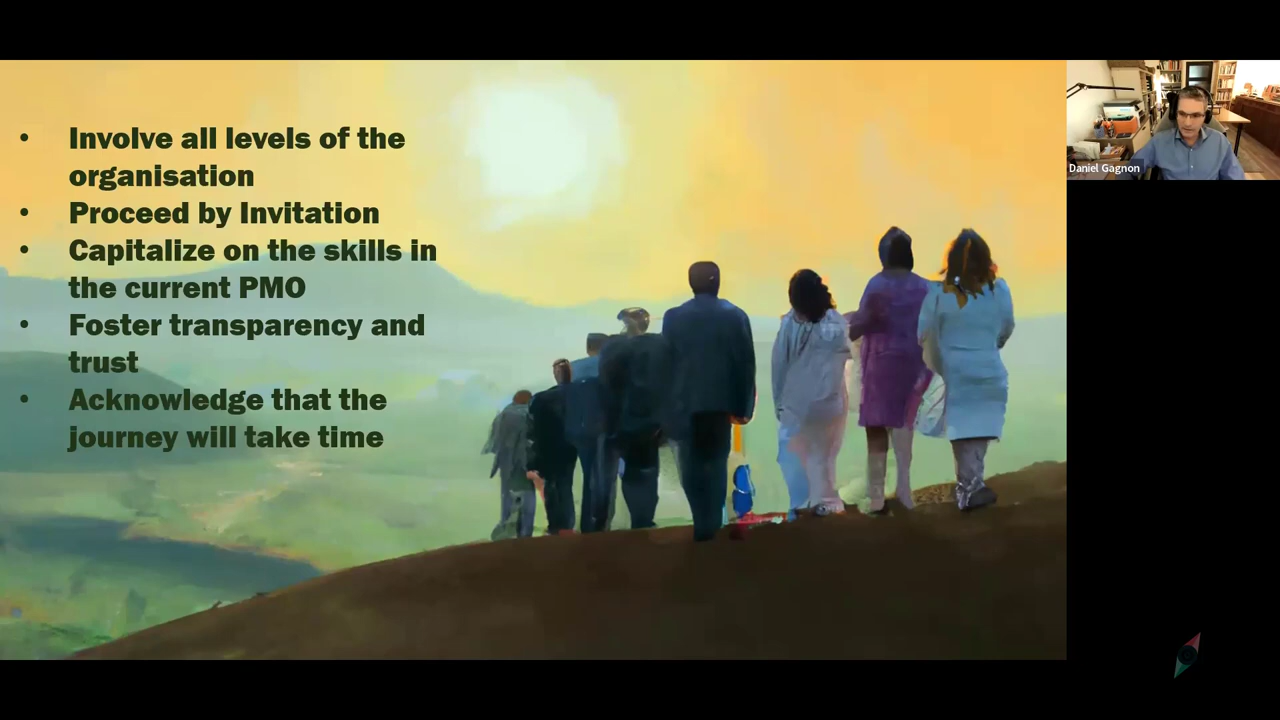 • Involve all levels of the
organisation
• Proceed by Invitation
• Capitalize on the skills in
the current PMO
• Foster transparency and
trust
• Acknowledge that the
journey will take time
Daniel Gagnon